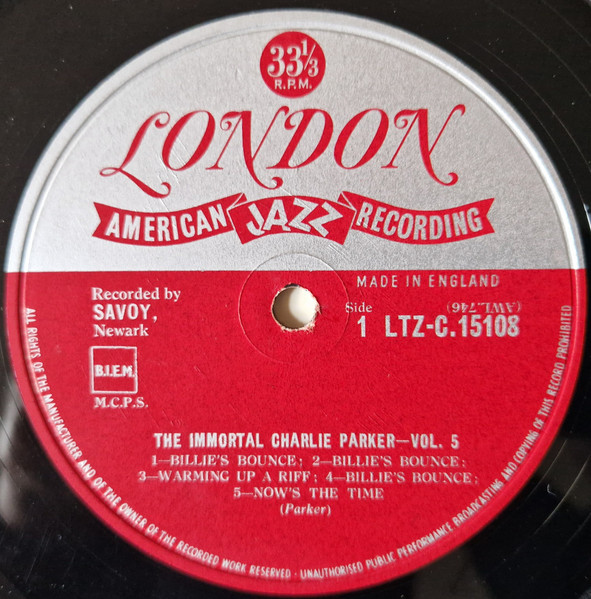 33⅓
R.P.M.
LONDON
AMERICAN JAZZ RECORDING
MADE IN ENGLAND
Recorded by
SAVOY,
Newark
Side
1
(AWL.746)
LTZ-C.15108
B.I.E.M.
M.C.P.S.
THE IMMORTAL CHARLIE PARKER—VOL. 5
1—BILLIE'S BOUNCE; 2—BILLIE'S BOUNCE;
3—WARMING UP A RIFF; 4—BILLIE'S BOUNCE;
5—NOW'S THE TIME
(Parker)
ALL RIGHTS OF THE MANUFACTURER AND OF THE OWNER OF THE RECORDED WORK RESERVED · UNAUTHORISED PUBLIC PERFORMANCE BROADCASTING AND COPYING OF THIS RECORD PROHIBITED